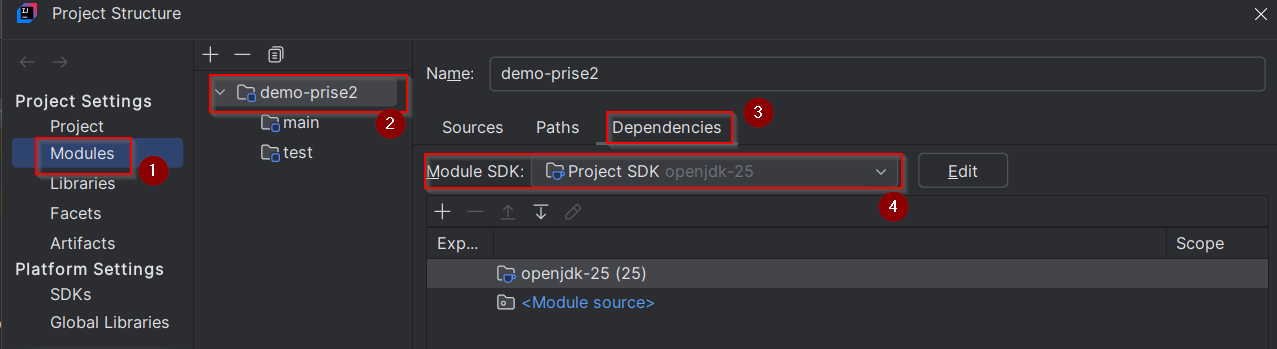 Project Structure
Project Settings
Project
Modules
1
Libraries
Facets
Artifacts
Platform Settings
SDKs
Global Libraries
demo-prise2
2
main
test
Name: demo-prise2
Sources Paths Dependencies
3
Module SDK: Project SDK openjdk-25 Edit
4
Exp... Scope
openjdk-25 (25)
<Module source>